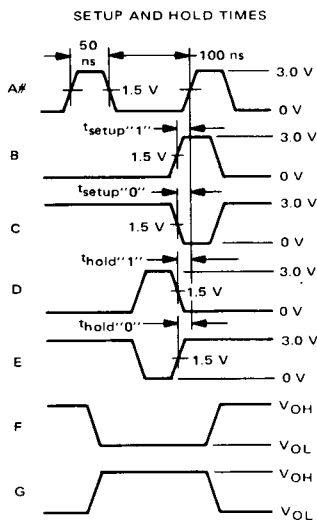 SETUP AND HOLD TIMES
50
ns
100 ns
A#
1.5 V
3.0 V
0 V
tsetup"1"
B
1.5 V
3.0 V
0 V
tsetup"0"
C
1.5 V
3.0 V
0 V
thold"1"
D
1.5 V
3.0 V
0 V
thold"0"
E
1.5 V
3.0 V
0 V
F
VOH
VOL
G
VOH
VOL